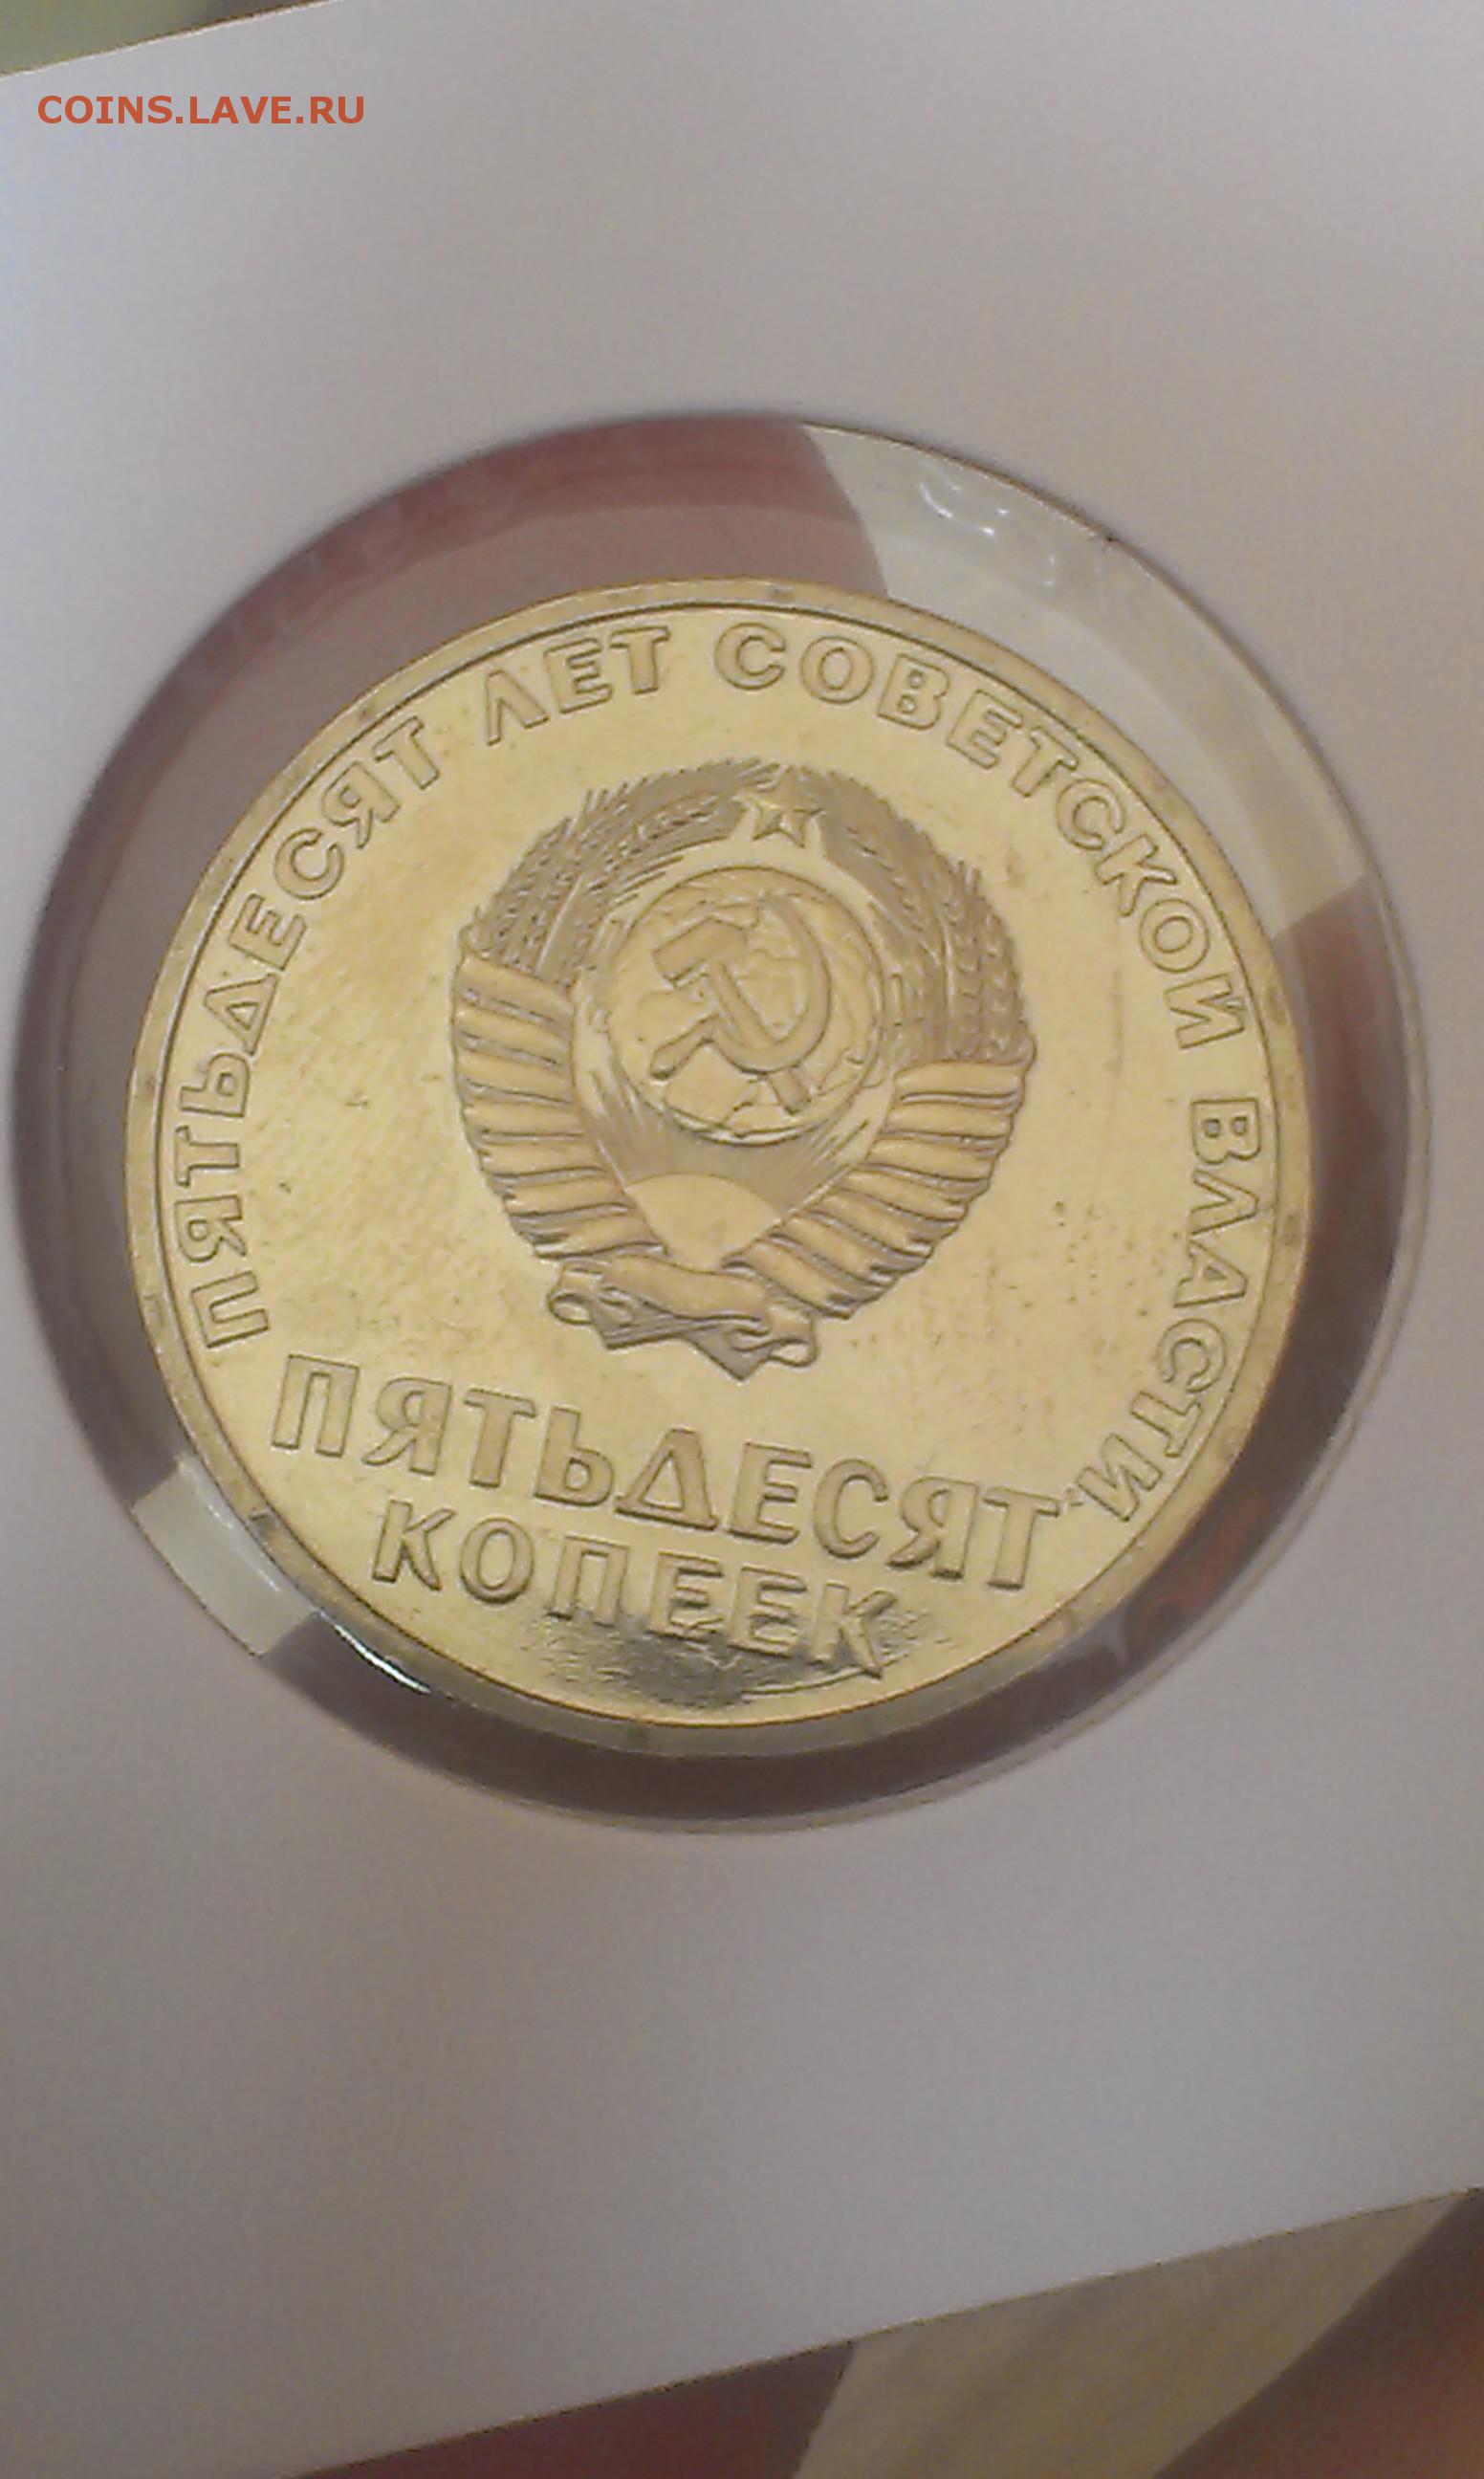 COINS.LAVE.RU
ПЯТЬДЕСЯТ ЛЕТ СОВЕТСКОЙ ВЛАСТИ
ПЯТЬДЕСЯТ
КОПЕЕК